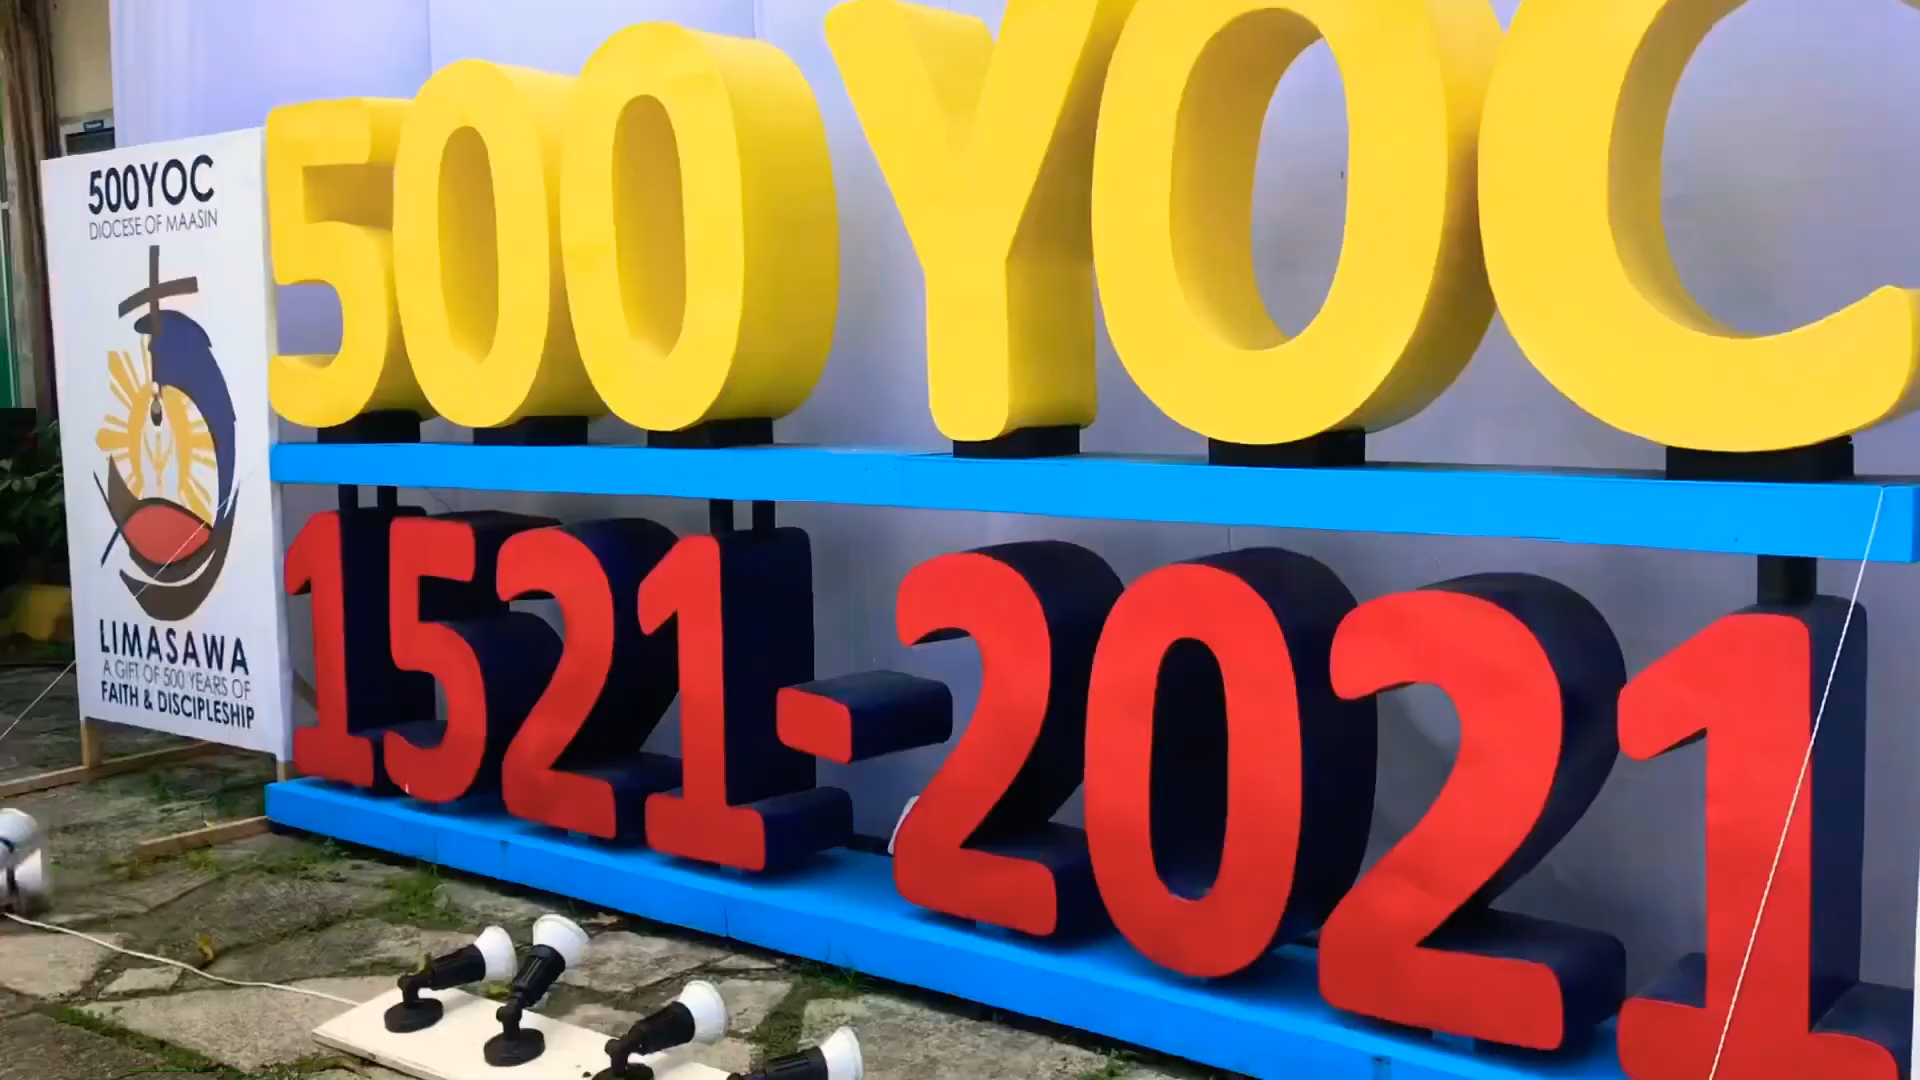 500YOC
DIOCESE OF MAASIN
LIMASAWA
A GIFT OF 500 YEARS OF
FAITH & DISCIPLESHIP
500 YOC
1521-2021